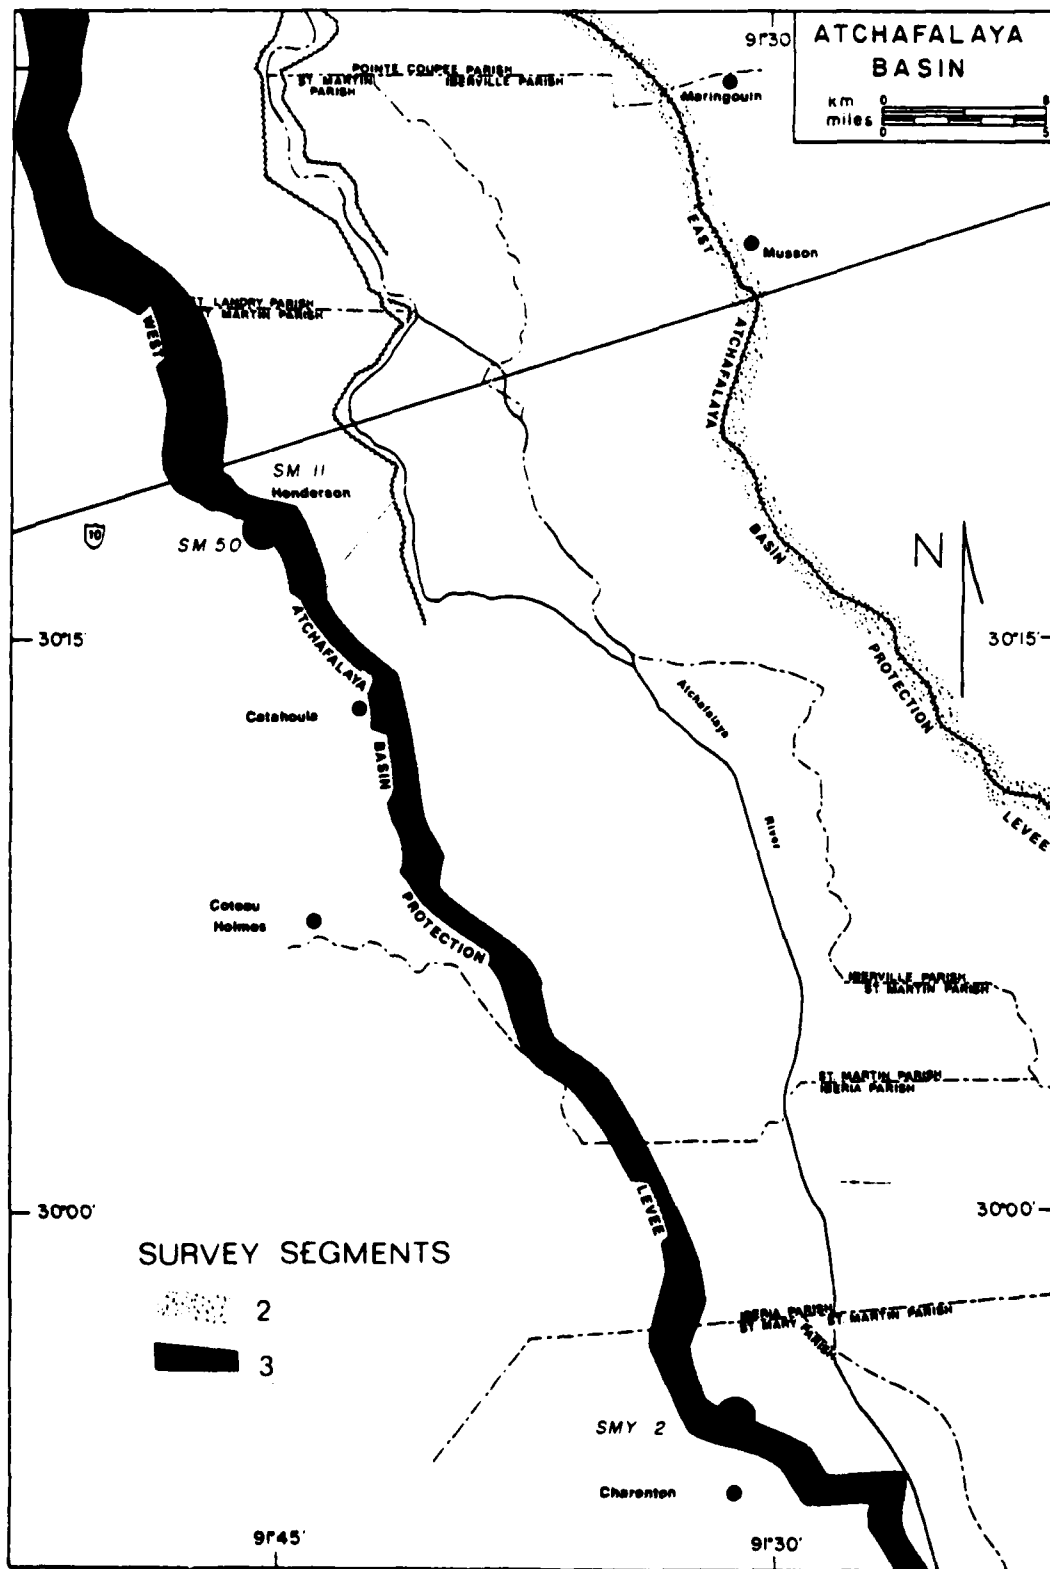 91°30
ATCHAFALAYA
BASIN
km 0 8
miles 0 5
POINTE COUPEE PARISH
ST MARTIN PARISH
IBERVILLE PARISH
Maringouin
EAST
Musson
ST LANDRY PARISH
ST MARTIN PARISH
WEST
ATCHAFALAYA
SM 11
Henderson
10
SM 50
BASIN
N
30°15'
30°15'
ATCHAFALAYA
PROTECTION
Catahoula
Atchafalaya
BASIN
LEVEE
River
Coteau
Holmes
PROTECTION
IBERVILLE PARISH
ST MARTIN PARISH
ST. MARTIN PARISH
IBERIA PARISH
LEVEE
30°00'
30°00'
SURVEY SEGMENTS
2
3
IBERIA PARISH
ST MARY PARISH
ST MARTIN PARISH
SMY 2
Charenton
91°45'
91°30'